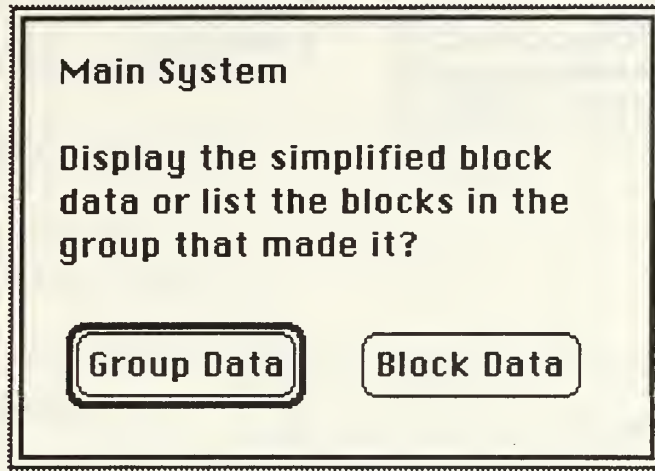 Main System
Display the simplified block
data or list the blocks in the
group that made it?
Group Data
Block Data